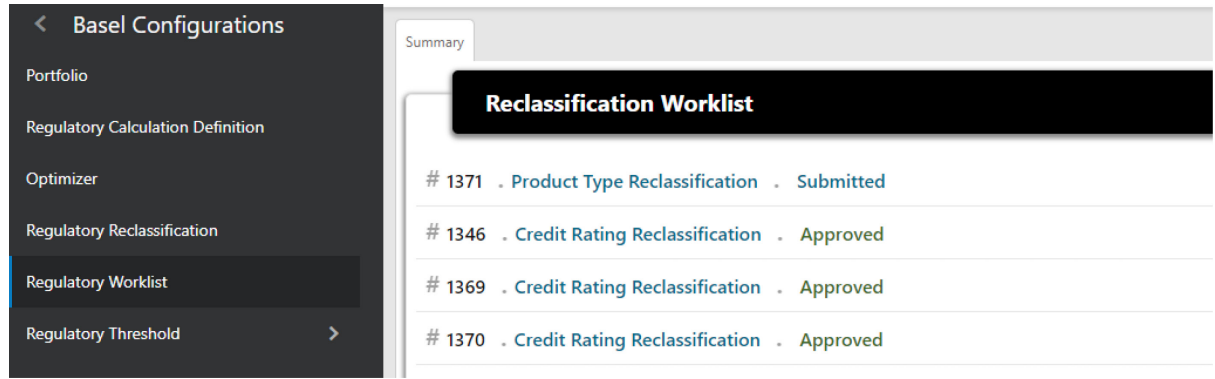 Basel Configurations
Portfolio
Regulatory Calculation Definition
Optimizer
Regulatory Reclassification
Regulatory Worklist
Regulatory Threshold
Summary
Reclassification Worklist
# 1371 . Product Type Reclassification . Submitted
# 1346 . Credit Rating Reclassification . Approved
# 1369 . Credit Rating Reclassification . Approved
# 1370 . Credit Rating Reclassification . Approved